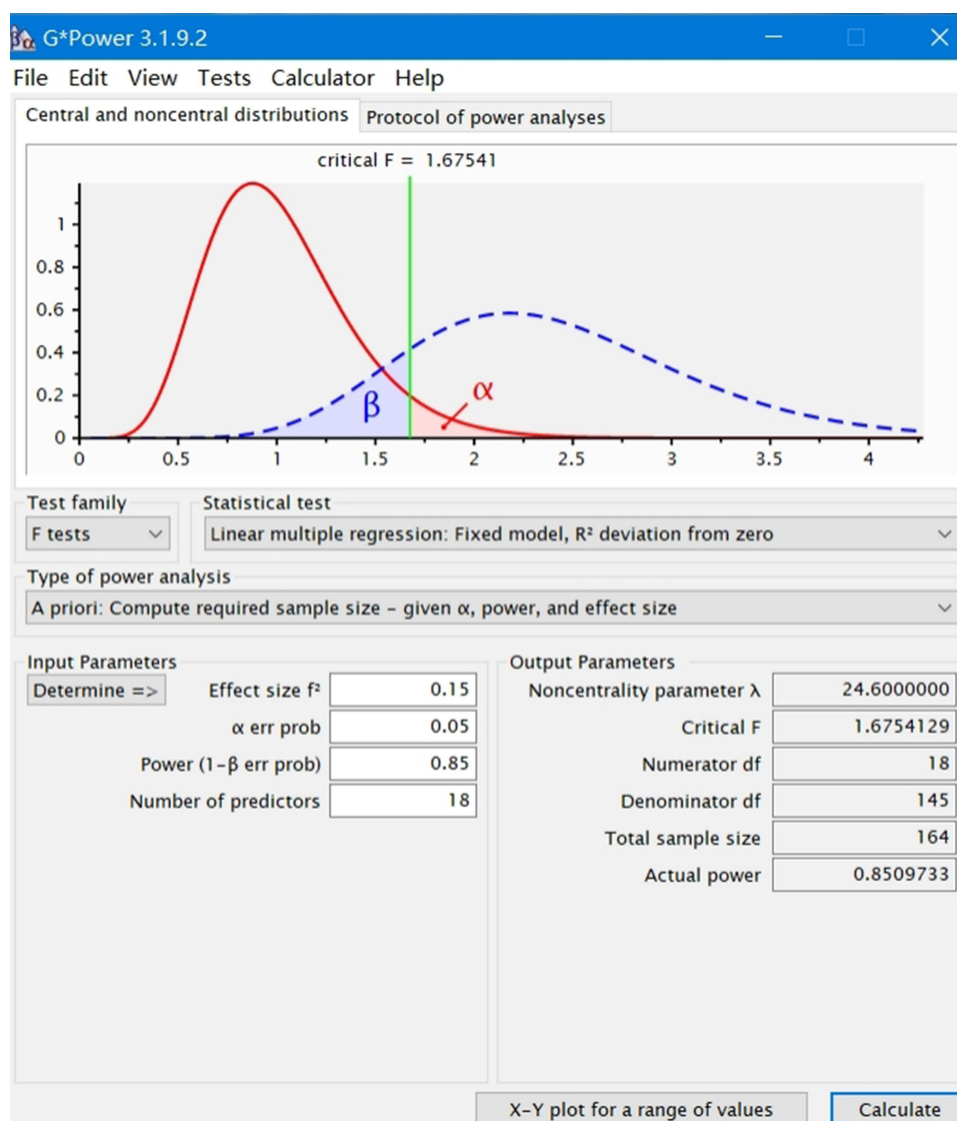 βα G*Power 3.1.9.2
File Edit View Tests Calculator Help
Central and noncentral distributions Protocol of power analyses
critical F = 1.67541
1
0.8
0.6
0.4
0.2
0
β
α
0 0.5 1 1.5 2 2.5 3 3.5 4
Test family Statistical test
F tests Linear multiple regression: Fixed model, R² deviation from zero
Type of power analysis
A priori: Compute required sample size – given α, power, and effect size
Input Parameters Output Parameters
Determine => Effect size f² 0.15 Noncentrality parameter λ 24.6000000
α err prob 0.05 Critical F 1.6754129
Power (1-β err prob) 0.85 Numerator df 18
Number of predictors 18 Denominator df 145
Total sample size 164
Actual power 0.8509733
X-Y plot for a range of values Calculate